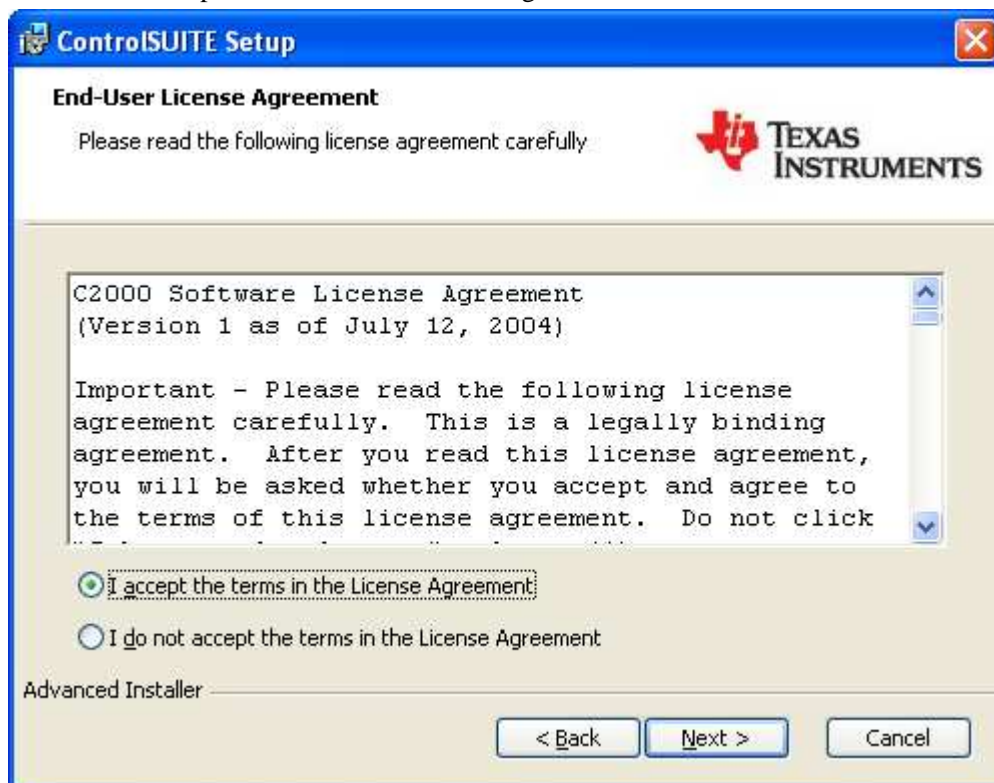 ControlSUITE Setup
End-User License Agreement
Please read the following license agreement carefully
TEXAS
INSTRUMENTS
C2000 Software License Agreement
(Version 1 as of July 12, 2004)
Important - Please read the following license
agreement carefully.  This is a legally binding
agreement.  After you read this license agreement,
you will be asked whether you accept and agree to
the terms of this license agreement.  Do not click
I accept the terms in the License Agreement
I do not accept the terms in the License Agreement
Advanced Installer
< Back
Next >
Cancel